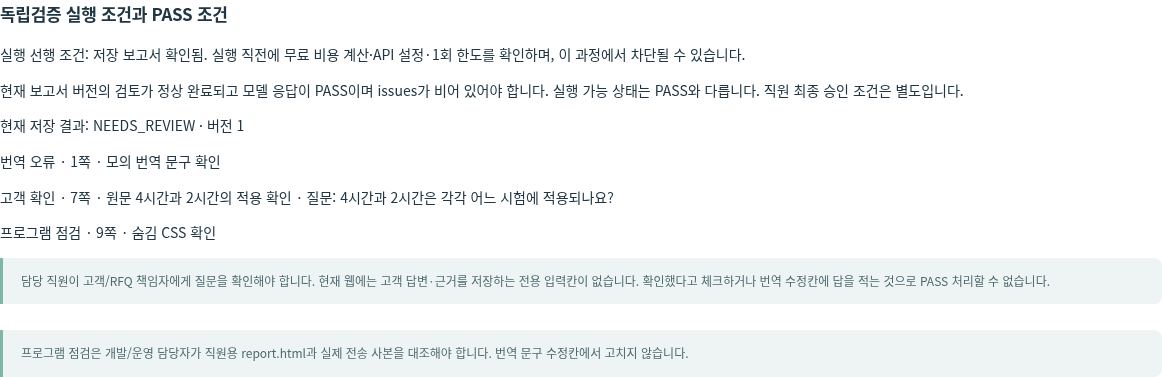 독립검증 실행 조건과 PASS 조건
실행 선행 조건: 저장 보고서 확인됨. 실행 직전에 무료 비용 계산·API 설정·1회 한도를 확인하며, 이 과정에서 차단될 수 있습니다.
현재 보고서 버전의 검토가 정상 완료되고 모델 응답이 PASS이며 issues가 비어 있어야 합니다. 실행 가능 상태는 PASS와 다릅니다. 직원 최종 승인 조건은 별도입니다.
현재 저장 결과: NEEDS_REVIEW · 버전 1
번역 오류 · 1쪽 · 모의 번역 문구 확인
고객 확인 · 7쪽 · 원문 4시간과 2시간의 적용 확인 · 질문: 4시간과 2시간은 각각 어느 시험에 적용되나요?
프로그램 점검 · 9쪽 · 숨김 CSS 확인
담당 직원이 고객/RFQ 책임자에게 질문을 확인해야 합니다. 현재 웹에는 고객 답변·근거를 저장하는 전용 입력칸이 없습니다. 확인했다고 체크하거나 번역 수정칸에 답을 적는 것으로 PASS 처리할 수 없습니다.
프로그램 점검은 개발/운영 담당자가 직원용 report.html과 실제 전송 사본을 대조해야 합니다. 번역 문구 수정칸에서 고치지 않습니다.